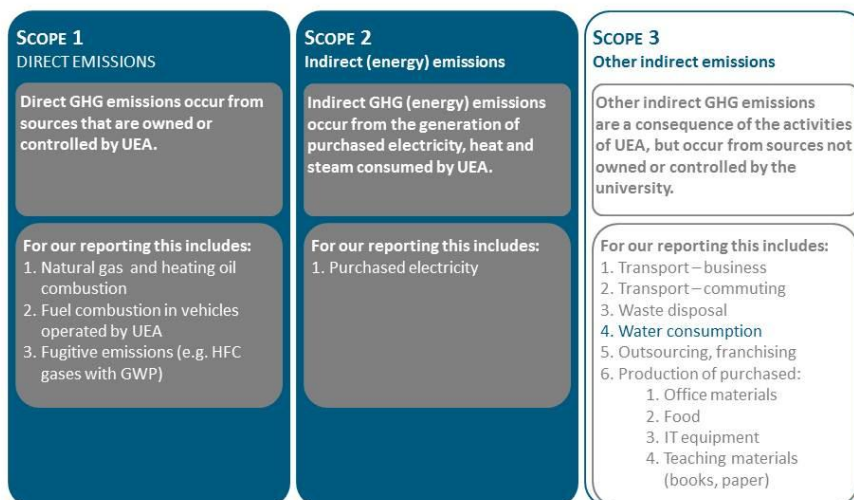 SCOPE 1
DIRECT EMISSIONS
Direct GHG emissions occur from
sources that are owned or
controlled by UEA.
For our reporting this includes:
1. Natural gas and heating oil
combustion
2. Fuel combustion in vehicles
operated by UEA
3. Fugitive emissions (e.g. HFC
gases with GWP)
SCOPE 2
Indirect (energy) emissions
Indirect GHG (energy) emissions
occur from the generation of
purchased electricity, heat and
steam consumed by UEA.
For our reporting this includes:
1. Purchased electricity
SCOPE 3
Other indirect emissions
Other indirect GHG emissions
are a consequence of the activities
of UEA, but occur from sources not
owned or controlled by the
university.
For our reporting this includes:
1. Transport – business
2. Transport – commuting
3. Waste disposal
4. Water consumption
5. Outsourcing, franchising
6. Production of purchased:
1. Office materials
2. Food
3. IT equipment
4. Teaching materials
(books, paper)